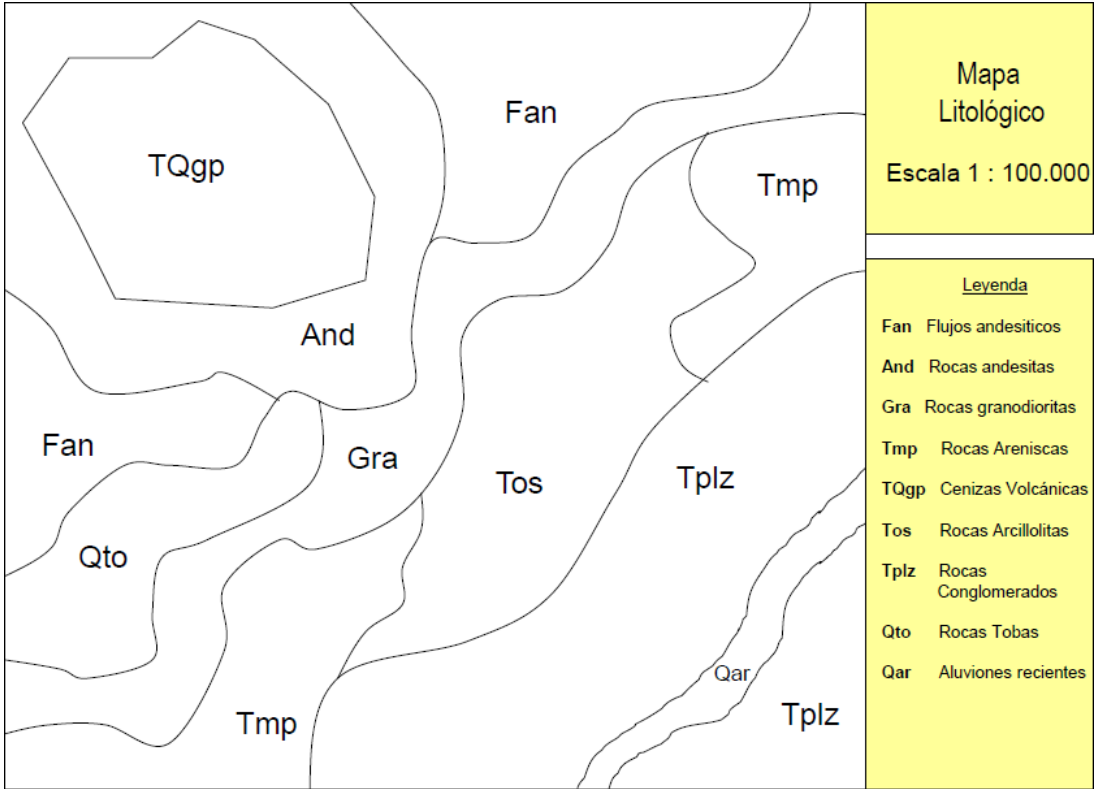 Mapa
Litológico
Escala 1 : 100.000
Fan
TQgp
Tmp
And
Fan
Gra
Tos
Tplz
Qto
Qar
Tmp
Tplz
Leyenda
Fan Flujos andesiticos
And Rocas andesitas
Gra Rocas granodioritas
Tmp Rocas Areniscas
TQgp Cenizas Volcánicas
Tos Rocas Arcillolitas
Tplz Rocas
Conglomerados
Qto Rocas Tobas
Qar Aluviones recientes